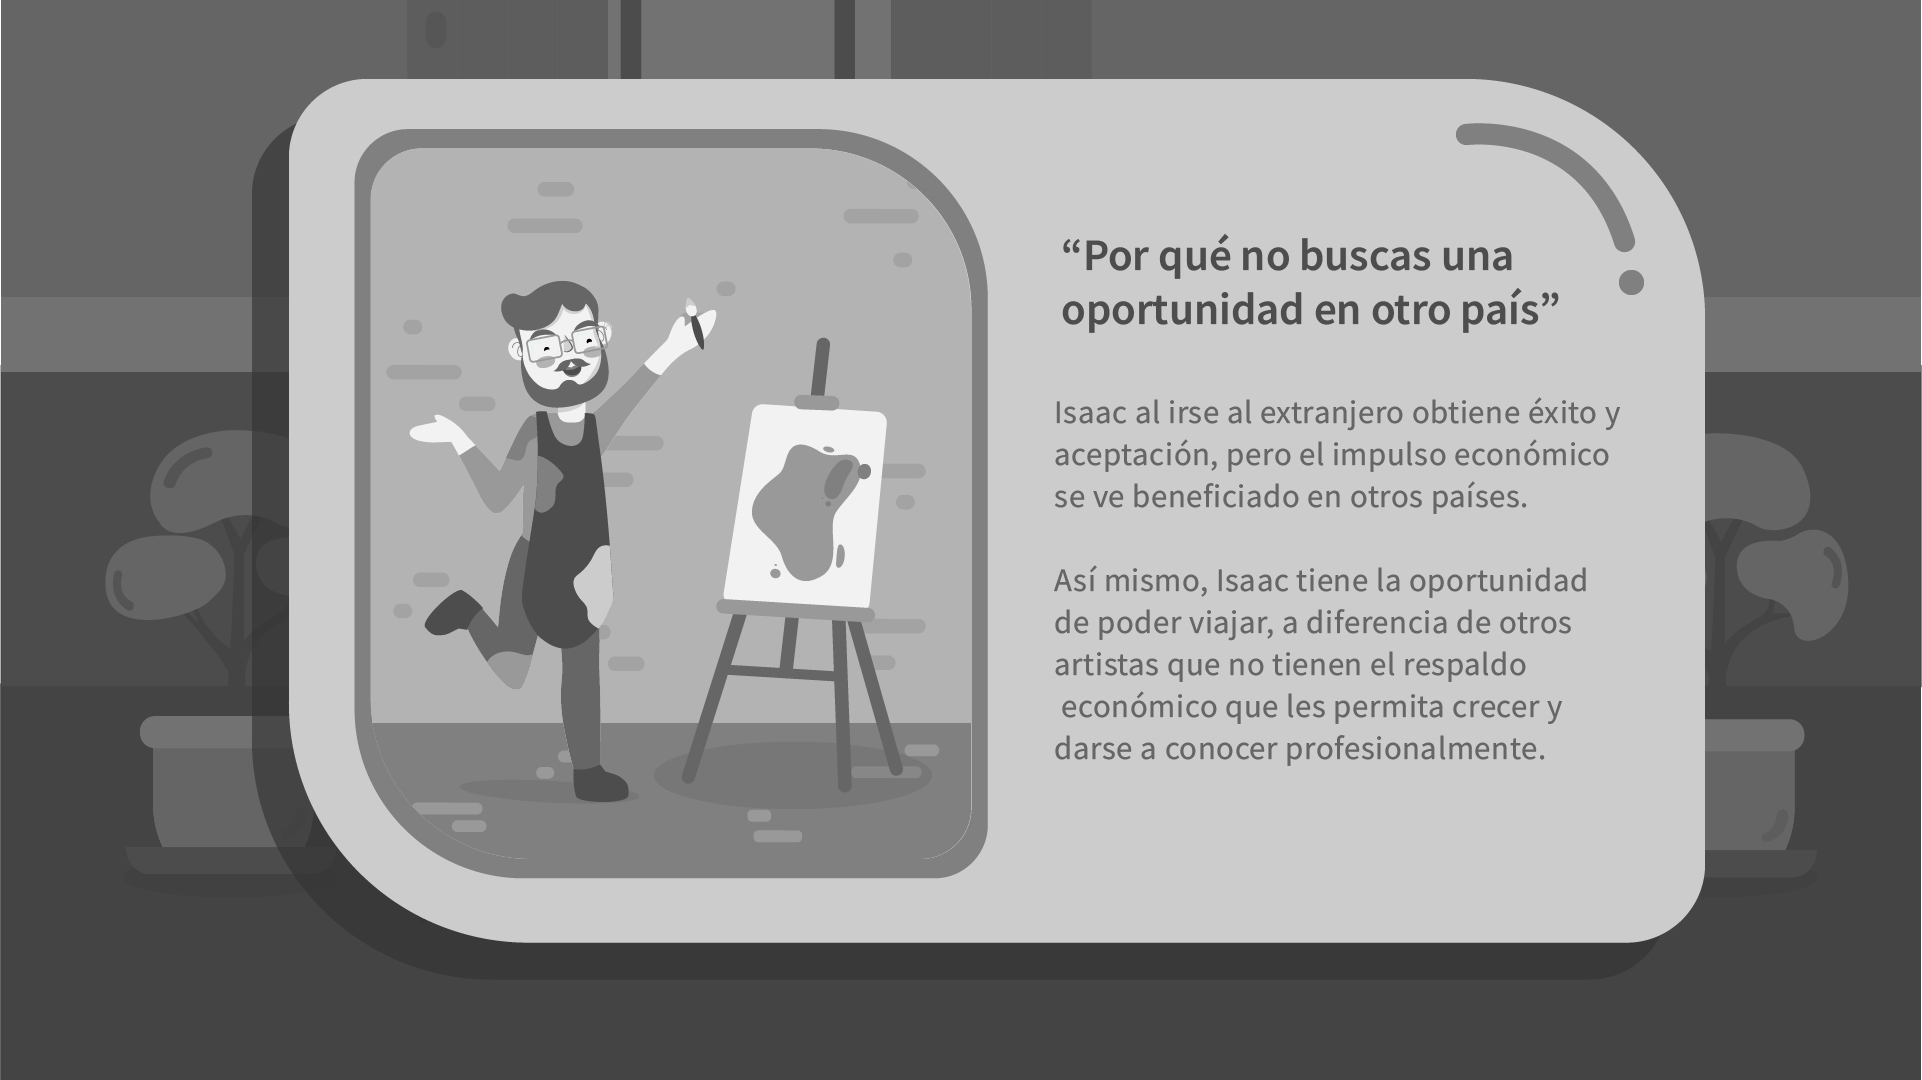 “Por qué no buscas una
oportunidad en otro país”
Isaac al irse al extranjero obtiene éxito y
aceptación, pero el impulso económico
se ve beneficiado en otros países.
Así mismo, Isaac tiene la oportunidad
de poder viajar, a diferencia de otros
artistas que no tienen el respaldo
económico que les permita crecer y
darse a conocer profesionalmente.